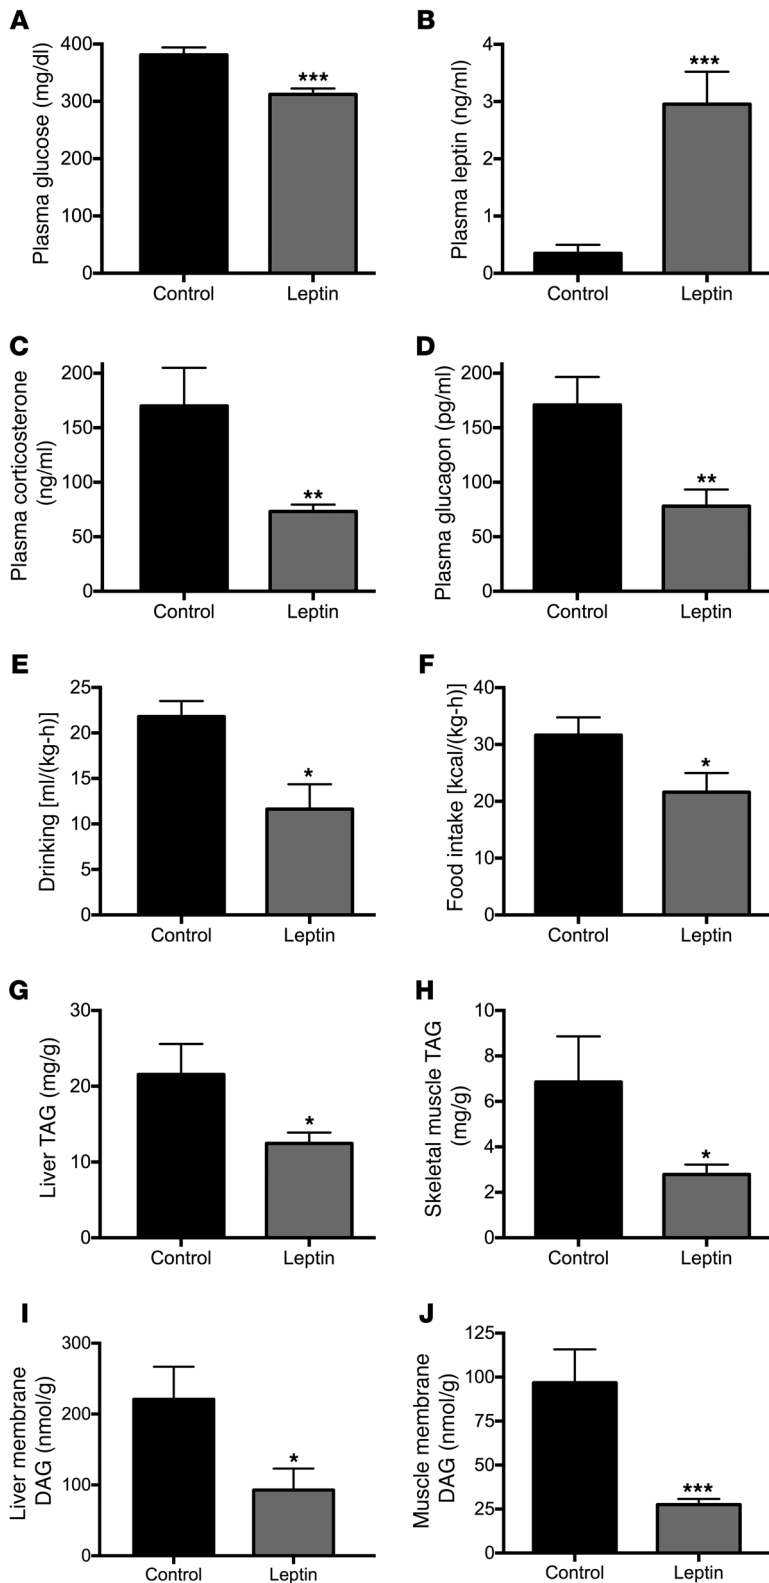 A
Plasma glucose (mg/dl)
400
300
200
100
0
***
Control
Leptin
B
Plasma leptin (ng/ml)
4
3
2
1
0
***
Control
Leptin
C
Plasma corticosterone
(ng/ml)
200
150
100
50
0
**
Control
Leptin
D
Plasma glucagon (pg/ml)
200
150
100
50
0
**
Control
Leptin
E
Drinking [ml/(kg-h)]
25
20
15
10
5
0
*
Control
Leptin
F
Food intake [kcal/(kg-h)]
40
30
20
10
0
*
Control
Leptin
G
Liver TAG (mg/g)
30
20
10
0
*
Control
Leptin
H
Skeletal muscle TAG
(mg/g)
10
8
6
4
2
0
*
Control
Leptin
I
Liver membrane
DAG (nmol/g)
300
200
100
0
*
Control
Leptin
J
Muscle membrane
DAG (nmol/g)
125
100
75
50
25
0
***
Control
Leptin